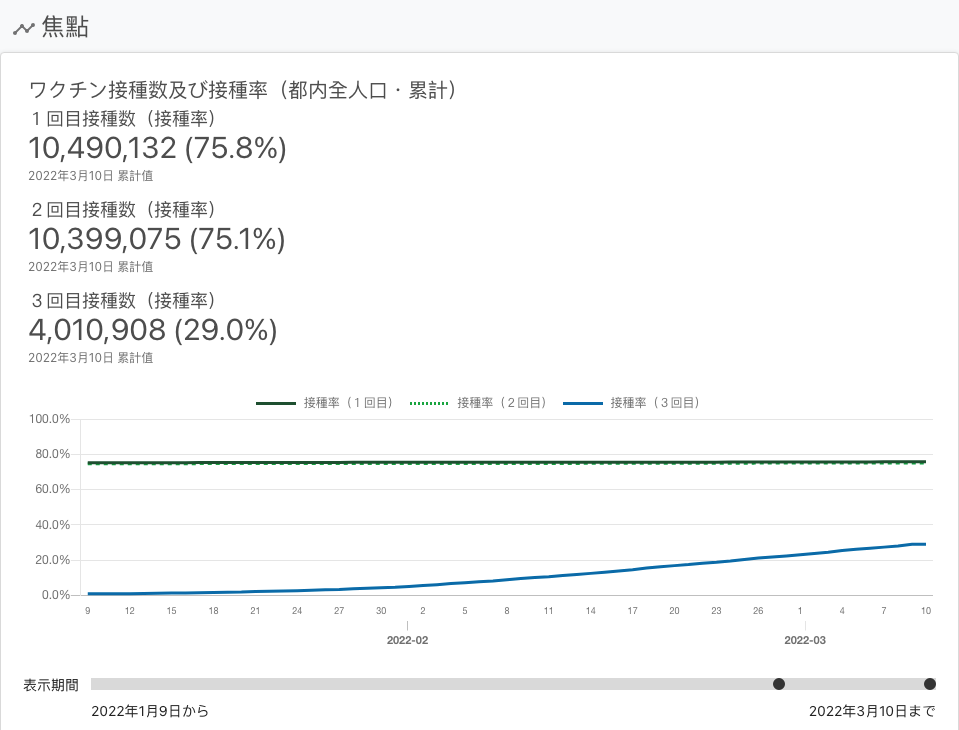 焦點
ワクチン接種数及び接種率（都内全人口・累計）
１回目接種数（接種率）
10,490,132 (75.8%)
2022年3月10日 累計值
２回目接種数（接種率）
10,399,075 (75.1%)
2022年3月10日 累計值
３回目接種数（接種率）
4,010,908 (29.0%)
2022年3月10日 累計值
接種率（１回目） 接種率（２回目） 接種率（３回目）
100.0%
80.0%
60.0%
40.0%
20.0%
0.0%
9 12 15 18 21 24 27 30 2 5 8 11 14 17 20 23 26 1 4 7 10
2022-02 2022-03
表示期間
2022年1月9日から 2022年3月10日まで